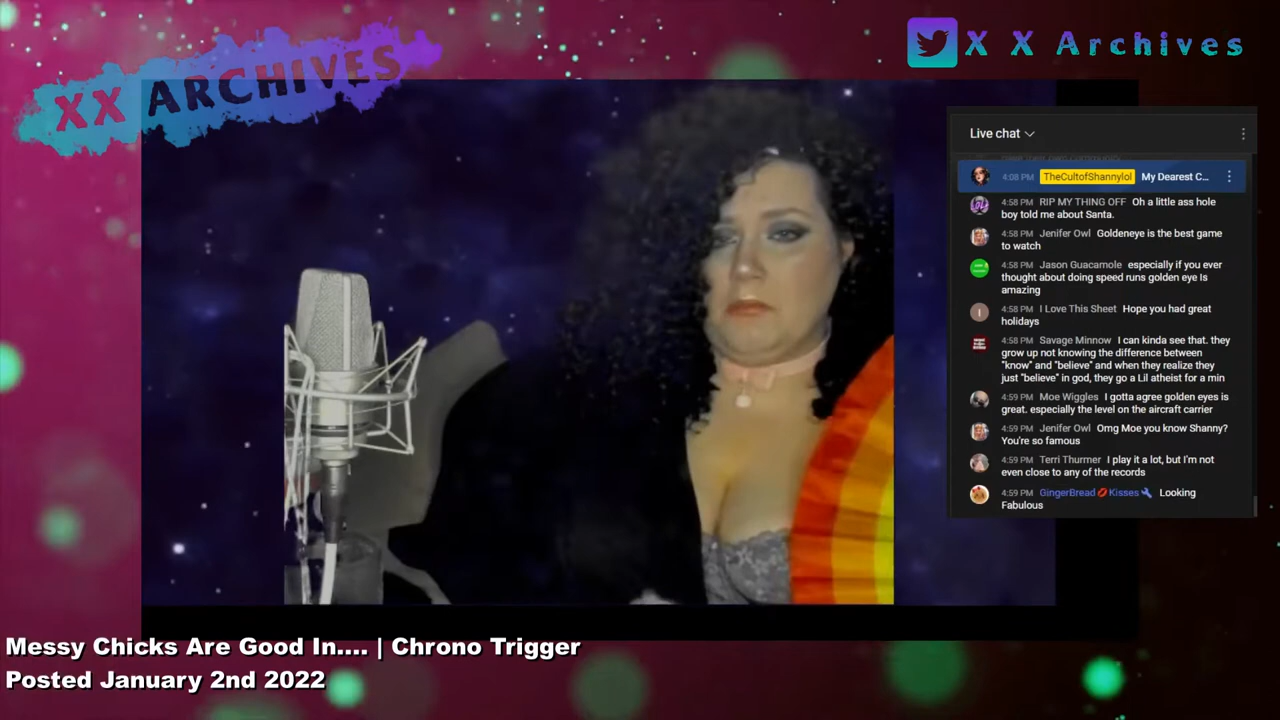 XX ARCHIVES
X X Archives
Live chat
4:08 PM TheCultofShannylol My Dearest C...
4:58 PM RIP MY THING OFF Oh a little ass hole
boy told me about Santa.
4:58 PM Jenifer Owl Goldeneye is the best game
to watch
4:58 PM Jason Guacamole especially if you ever
thought about doing speed runs golden eye Is
amazing
4:58 PM I Love This Sheet Hope you had great
holidays
4:58 PM Savage Minnow I can kinda see that. they
grow up not knowing the difference between
"know" and "believe" and when they realize they
just "believe" in god, they go a Lil atheist for a min
4:59 PM Moe Wiggles I gotta agree golden eyes is
great. especially the level on the aircraft carrier
4:59 PM Jenifer Owl Omg Moe you know Shanny?
You're so famous
4:59 PM Terri Thurmer I play it a lot, but I'm not
even close to any of the records
4:59 PM GingerBread💋Kisses🔧 Looking
Fabulous
Messy Chicks Are Good In.... | Chrono Trigger
Posted January 2nd 2022